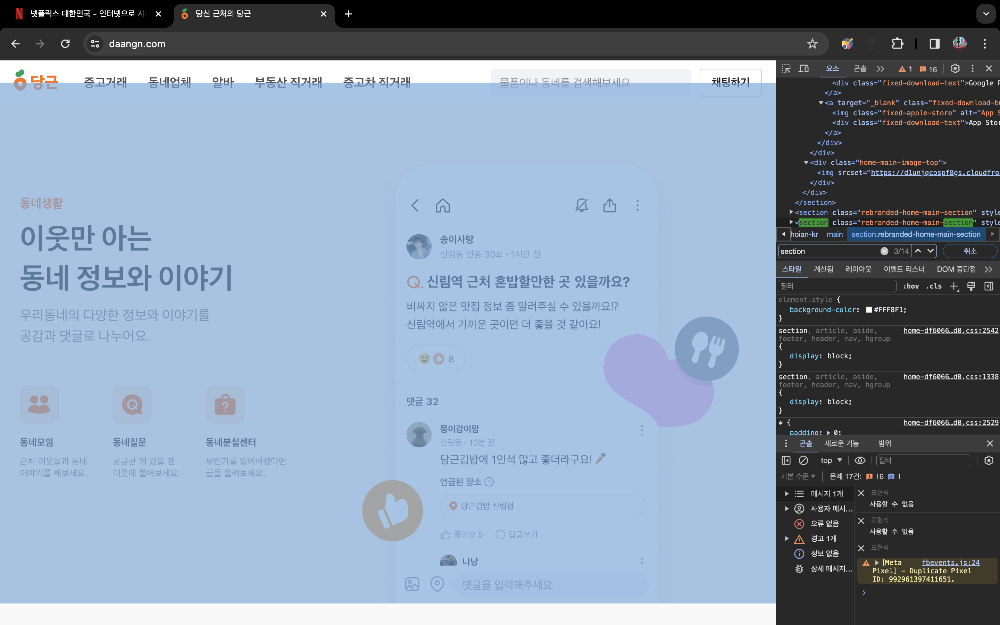 넷플릭스 대한민국 - 인터넷으로 시
당신 근처의 당근
daangn.com
당근
중고거래
동네업체
알바
부동산 직거래
중고차 직거래
물품이나 동네를 검색해보세요
채팅하기
동네생활
이웃만 아는
동네 정보와 이야기
우리동네의 다양한 정보와 이야기를
공감과 댓글로 나누어요.
동네모임
근처 이웃들과 동네
이야기를 해보세요.
동네질문
궁금한 게 있을 땐
이웃에 물어보세요.
동네분실센터
무언가를 잃어버렸다면
글을 올려보세요.
송이사탕
신림동 인증 30회 · 1시간 전
Q. 신림역 근처 혼밥할만한 곳 있을까요?
비싸지 않은 맛집 정보 좀 알려주실 수 있을까요!?
신림역에서 가까운 곳이면 더 좋을 것 같아요!
8
댓글 32
뭉이강이맘
신림동 · 10분 전
당근김밥에 1인석 많고 좋더라구요!
언급된 장소 ?
당근김밥 신림점
좋아요 5
답글쓰기
냐냥
댓글을 입력해주세요.
요소
콘솔
1
16
<div class="fixed-download-text">Google
</a>
<a target="_blank" class="fixed-download-b
<img class="fixed-apple-store" alt="App
<div class="fixed-download-text">App Stor
</a>
</div>
</div>
<div class="home-main-image-top">
<img srcset="https://d1unjqcospf8gs.cloudfro
</div>
</div>
</section>
<section class="rebranded-home-main-section" style
<section class="rebranded-home-main-section" style
hoian-kr
main
section.rebranded-home-main-section
section
3/14
취소
스타일
계산됨
레이아웃
이벤트 리스너
DOM 중단점
필터
:hov
.cls
element.style {
background-color: #FFF8F1;
}
section, article, aside,
home-df6066…d0.css:2542
footer, header, nav, hgroup
{
display: block;
}
section, article, aside,
home-df6066…d0.css:1338
footer, header, nav, hgroup
{
display: block;
}
* {
home-df6066…d0.css:2529
padding: 0;
콘솔
새로운 기능
범위
top
필터
기본 수준
문제 17건:
16
1
메시지 1개
사용자 메시…
오류 없음
경고 1개
정보 없음
상세 메시지…
표현식
사용할 수 없음
표현식
사용할 수 없음
표현식
[Meta
fbevents.js:24
Pixel] – Duplicate Pixel
ID: 992961397411651.